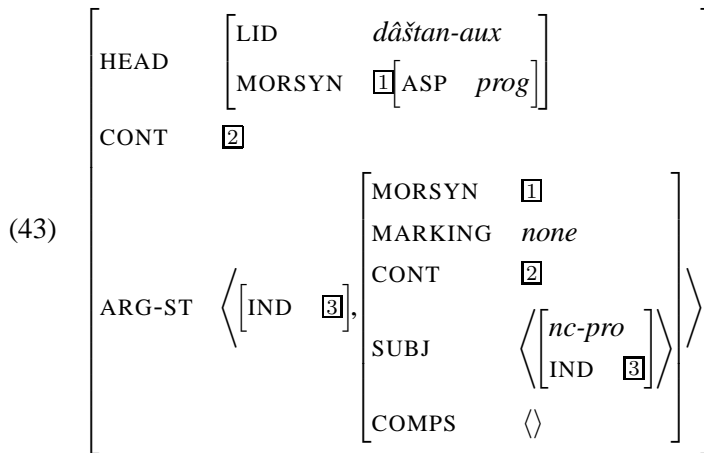 HEAD [LID dâštan-aux
MORSYN [1][ASP prog]]
CONT [2]
(43)
ARG-ST ⟨[IND [3]], [MORSYN [1]
MARKING none
CONT [2]
SUBJ ⟨[nc-pro
IND [3]]⟩
COMPS ⟨⟩]⟩